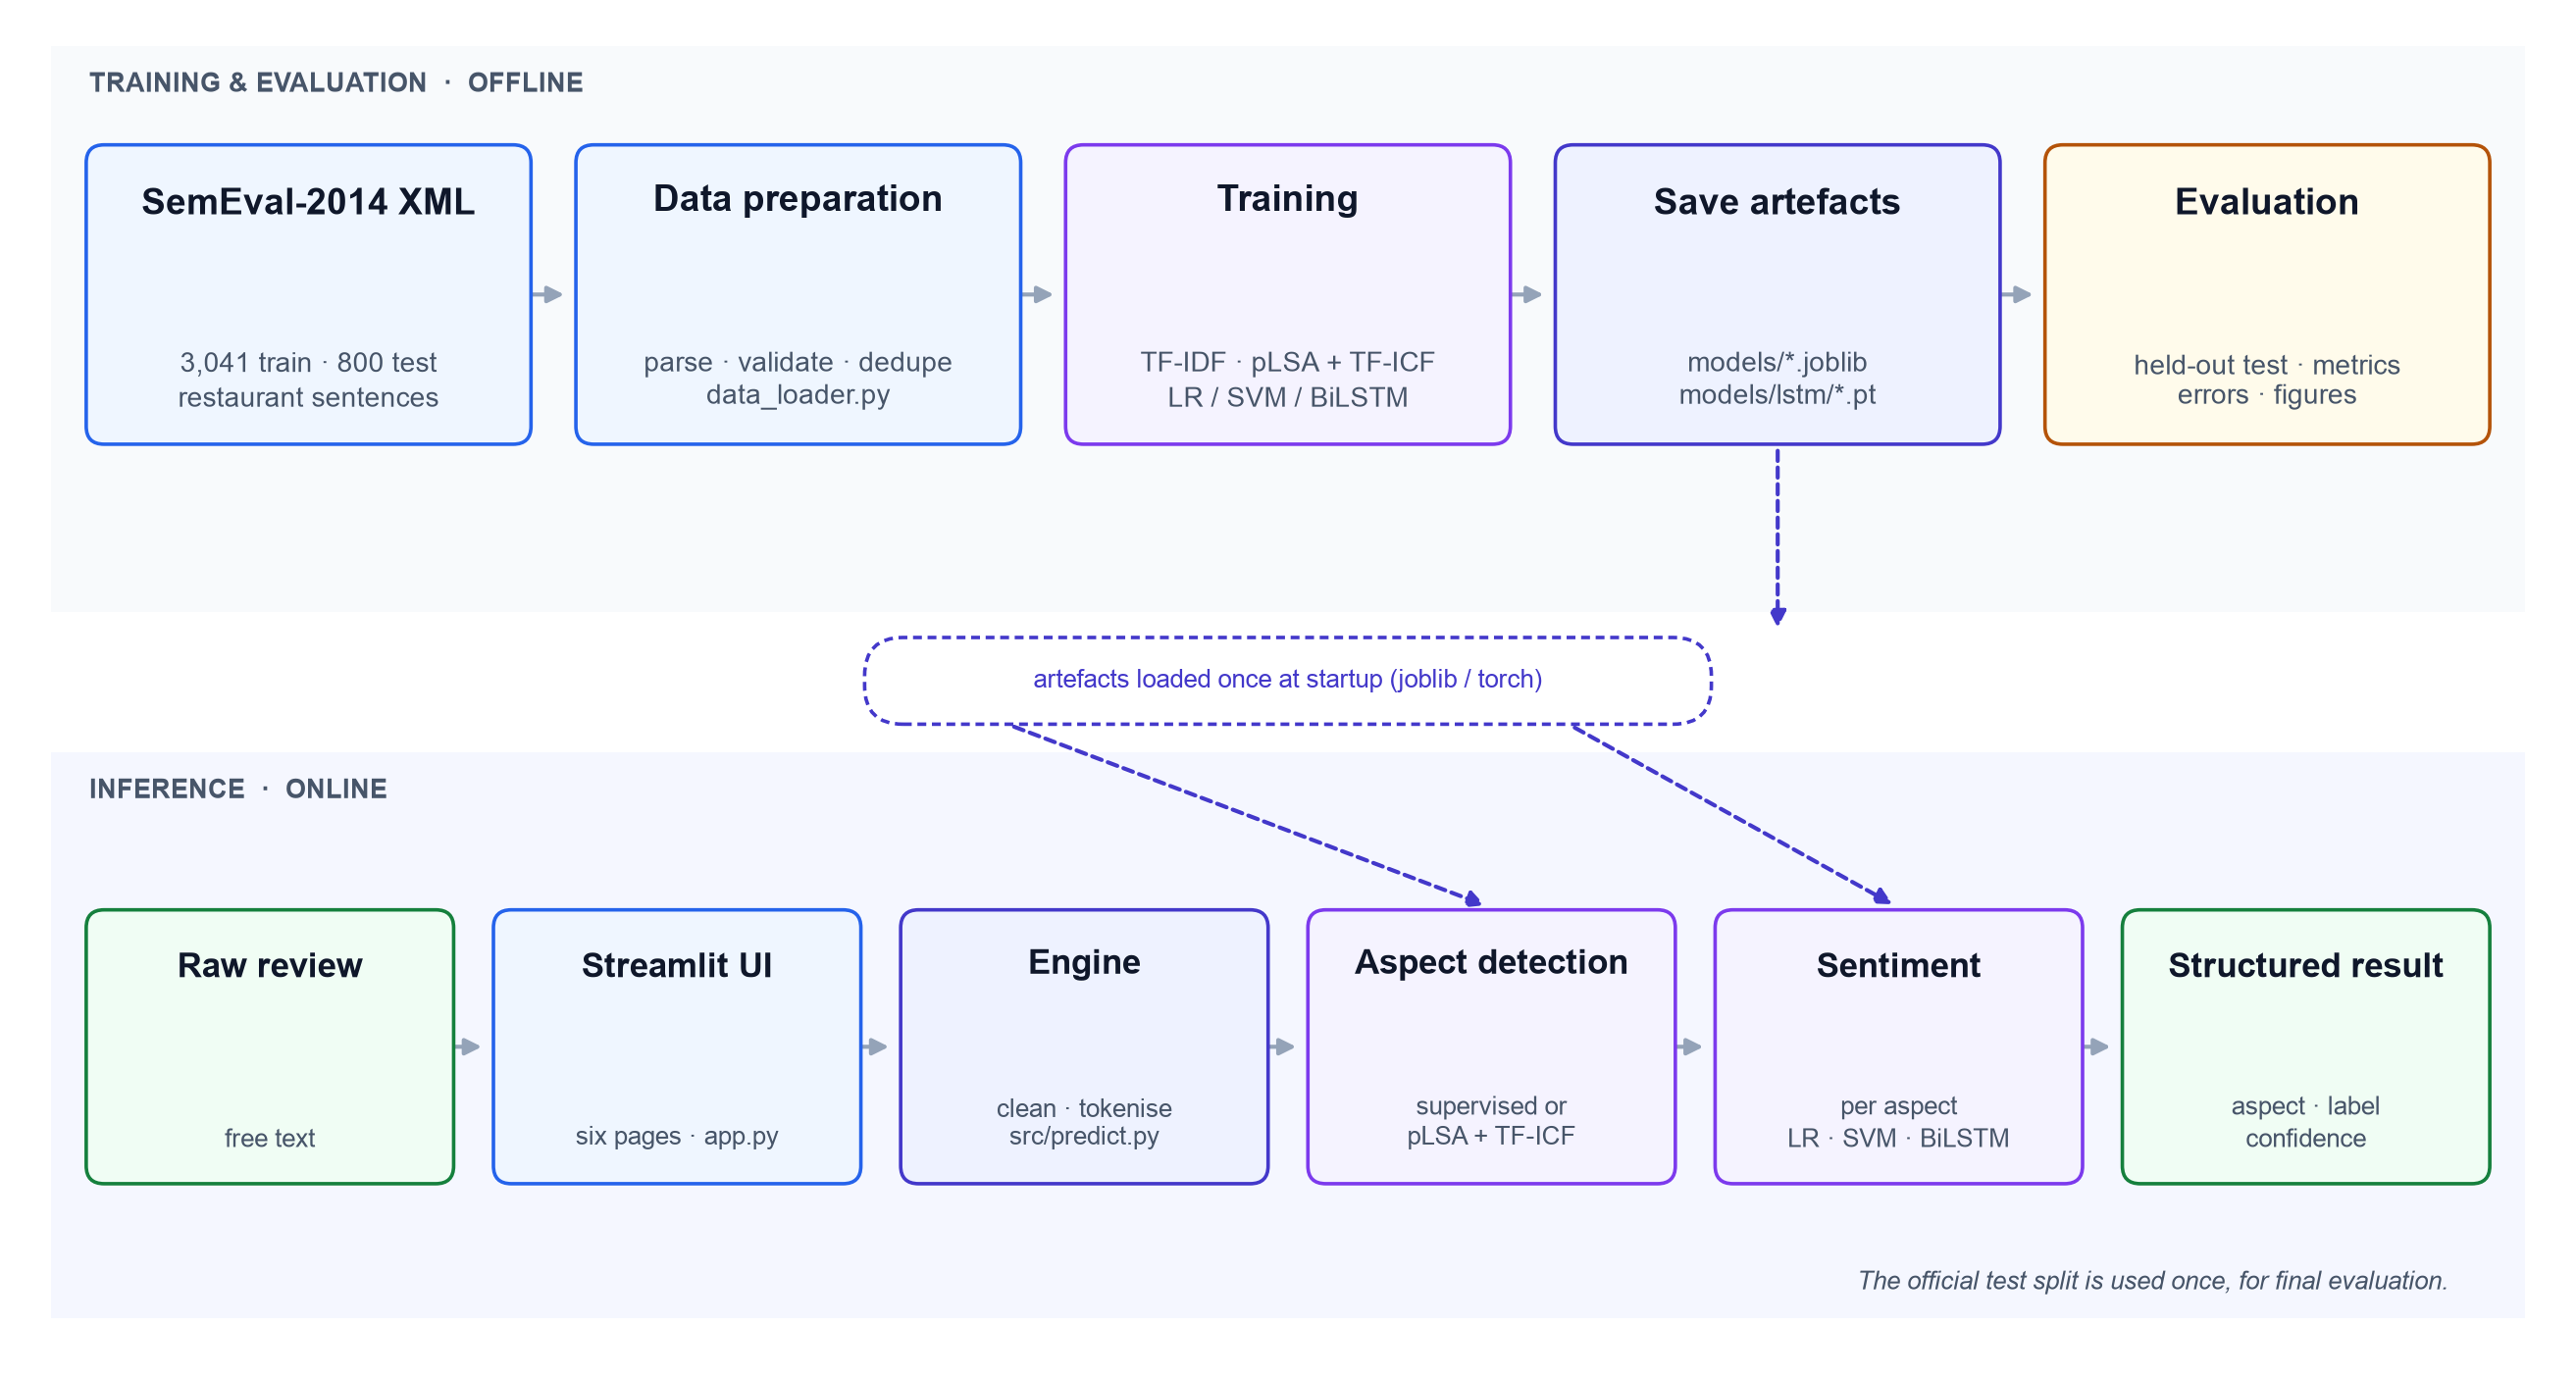 TRAINING & EVALUATION · OFFLINE
SemEval-2014 XML
3,041 train · 800 test
restaurant sentences
Data preparation
parse · validate · dedupe
data_loader.py
Training
TF-IDF · pLSA + TF-ICF
LR / SVM / BiLSTM
Save artefacts
models/*.joblib
models/lstm/*.pt
Evaluation
held-out test · metrics
errors · figures
artefacts loaded once at startup (joblib / torch)
INFERENCE · ONLINE
Raw review
free text
Streamlit UI
six pages · app.py
Engine
clean · tokenise
src/predict.py
Aspect detection
supervised or
pLSA + TF-ICF
Sentiment
per aspect
LR · SVM · BiLSTM
Structured result
aspect · label
confidence
The official test split is used once, for final evaluation.